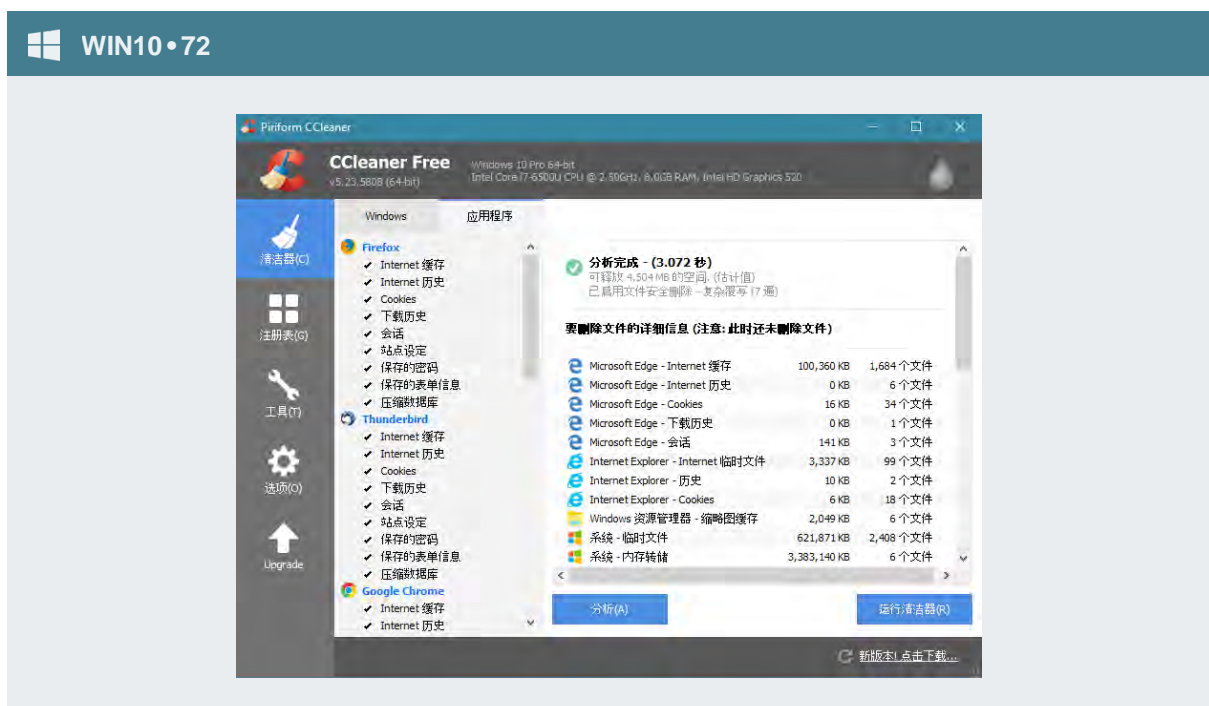 WIN10•72
Piriform CCleaner
CCleaner Free
v5.23.5808 (64-bit)
Windows 10 Pro 64-bit
Intel Core i7-6500U CPU @ 2.50GHz, 8.0GB RAM, Intel HD Graphics 520
清洁器(C)
注册表(G)
工具(T)
选项(O)
Upgrade
Windows 应用程序
Firefox
Internet 缓存
Internet 历史
Cookies
下载历史
会话
站点设定
保存的密码
保存的表单信息
压缩数据库
Thunderbird
Internet 缓存
Internet 历史
Cookies
下载历史
会话
站点设定
保存的密码
保存的表单信息
压缩数据库
Google Chrome
Internet 缓存
Internet 历史
分析完成 - (3.072 秒)
可释放 4,504 MB 的空间. (估计值)
已启用文件安全删除 - 复杂覆写 (7 遍)
要删除文件的详细信息 (注意: 此时还未删除文件)
Microsoft Edge - Internet 缓存 100,360 KB 1,684 个文件
Microsoft Edge - Internet 历史 0 KB 6 个文件
Microsoft Edge - Cookies 16 KB 34 个文件
Microsoft Edge - 下载历史 0 KB 1 个文件
Microsoft Edge - 会话 141 KB 3 个文件
Internet Explorer - Internet 临时文件 3,337 KB 99 个文件
Internet Explorer - 历史 10 KB 2 个文件
Internet Explorer - Cookies 6 KB 18 个文件
Windows 资源管理器 - 缩略图缓存 2,049 KB 6 个文件
系统 - 临时文件 621,871 KB 2,408 个文件
系统 - 内存转储 3,383,140 KB 6 个文件
分析(A)
运行清洁器(R)
新版本! 点击下载...